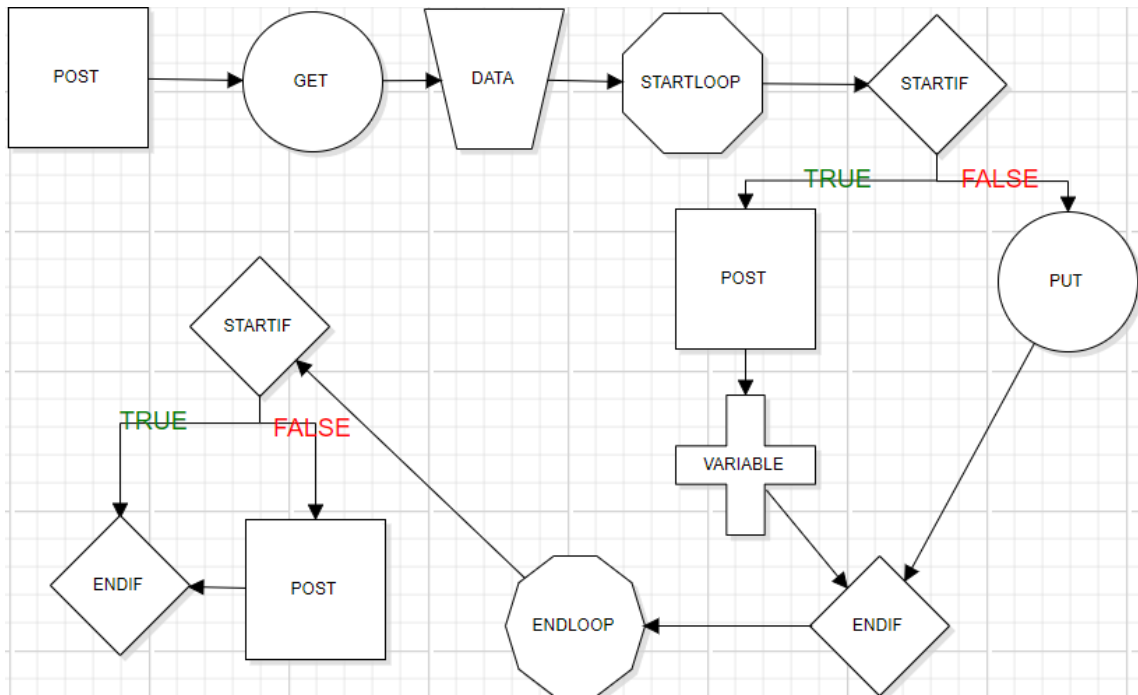 POST
GET
DATA
STARTLOOP
STARTIF
TRUE
FALSE
POST
PUT
VARIABLE
ENDIF
ENDLOOP
STARTIF
TRUE
FALSE
POST
ENDIF